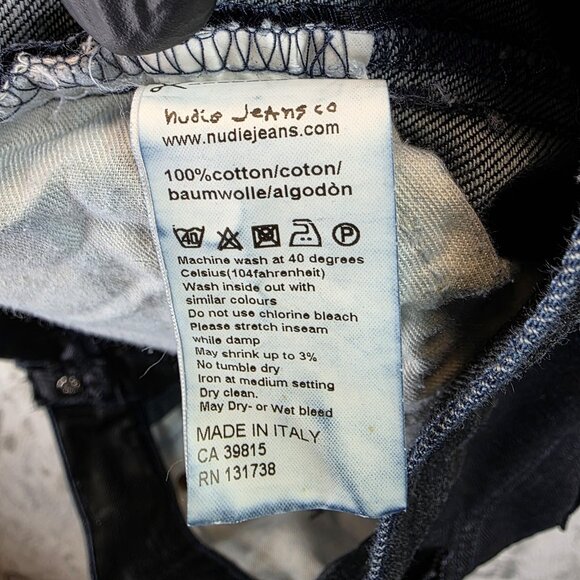 nudie jeans co
www.nudiejeans.com
100%cotton/coton/
baumwolle/algodòn
40 P
Machine wash at 40 degrees
Celsius(104fahrenheit)
Wash inside out with
similar colours
Do not use chlorine bleach
Please stretch inseam
while damp
May shrink up to 3%
No tumble dry
Iron at medium setting
Dry clean.
May Dry- or Wet bleed
MADE IN ITALY
CA 39815
RN 131738